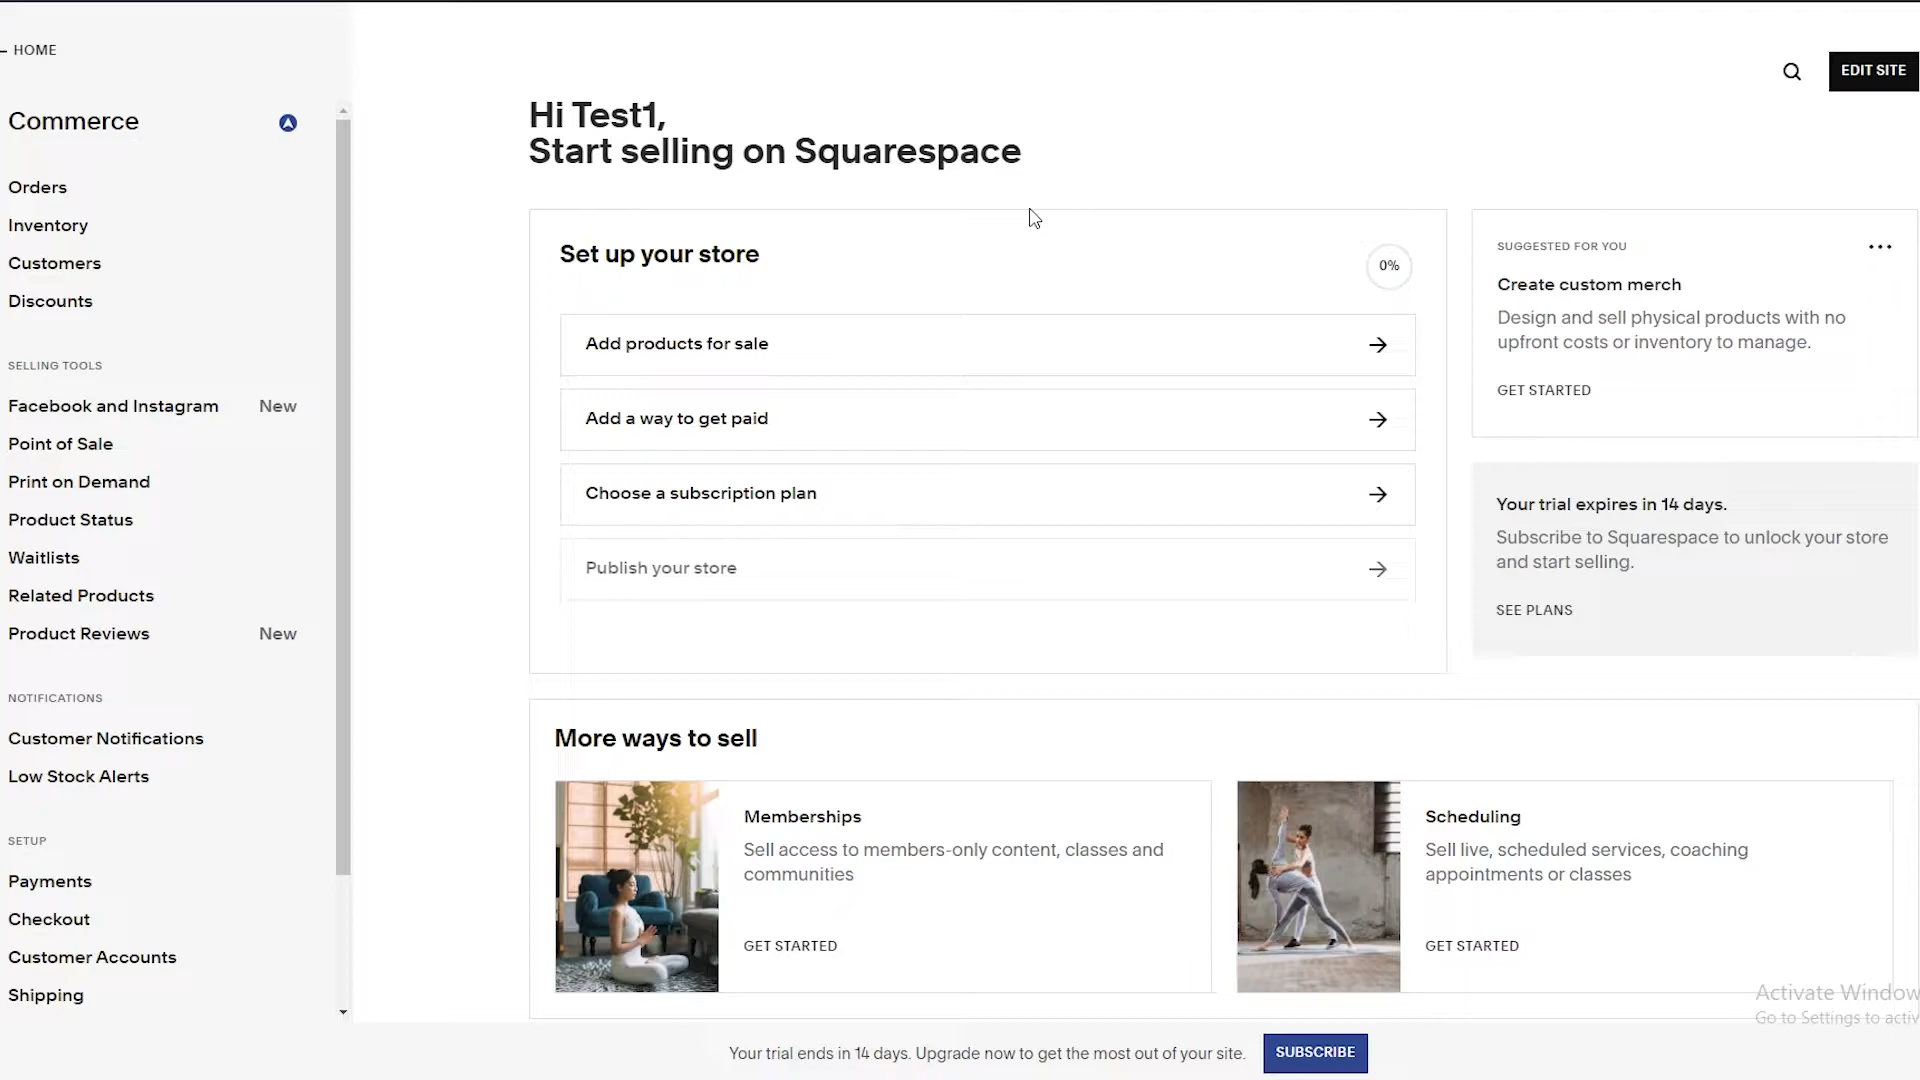 HOME
Commerce
Orders
Inventory
Customers
Discounts
SELLING TOOLS
Facebook and Instagram New
Point of Sale
Print on Demand
Product Status
Waitlists
Related Products
Product Reviews New
NOTIFICATIONS
Customer Notifications
Low Stock Alerts
SETUP
Payments
Checkout
Customer Accounts
Shipping
EDIT SITE
Hi Test1,
Start selling on Squarespace
Set up your store
0%
Add products for sale
Add a way to get paid
Choose a subscription plan
Publish your store
SUGGESTED FOR YOU
Create custom merch
Design and sell physical products with no
upfront costs or inventory to manage.
GET STARTED
Your trial expires in 14 days.
Subscribe to Squarespace to unlock your store
and start selling.
SEE PLANS
More ways to sell
Memberships
Sell access to members-only content, classes and
communities
GET STARTED
Scheduling
Sell live, scheduled services, coaching
appointments or classes
GET STARTED
Activate Window
Go to Settings to activ
Your trial ends in 14 days. Upgrade now to get the most out of your site.
SUBSCRIBE